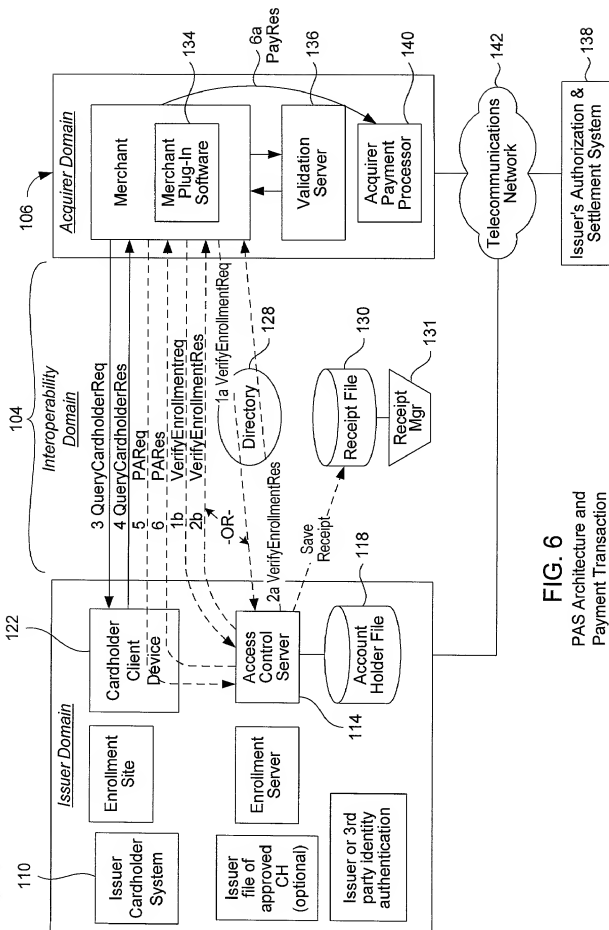 106
Acquirer Domain
Merchant
Merchant
Plug-In
Software
134
6a
PayRes
Validation
Server
136
Acquirer
Payment
Processor
140
142
Telecommunications
Network
Issuer's Authorization &
Settlement System
138
104
Interoperability
Domain
3 QueryCardholderReq
4 QueryCardholderRes
5 PAReq
6 PARes
1b VerifyEnrollmentreq
2b VerifyEnrollmentRes
1a VerifyEnrollmentReq
-OR-
Directory
128
2a VerifyEnrollmentRes
Save
Receipt
Receipt File
130
Receipt
Mgr
131
Issuer Domain
122
Cardholder
Client
Device
Access
Control
Server
114
Account
Holder File
118
Enrollment
Site
Enrollment
Server
110
Issuer
Cardholder
System
Issuer
file of
approved
CH
(optional)
Issuer or 3rd
party identity
authentication
FIG. 6
PAS Architecture and
Payment Transaction